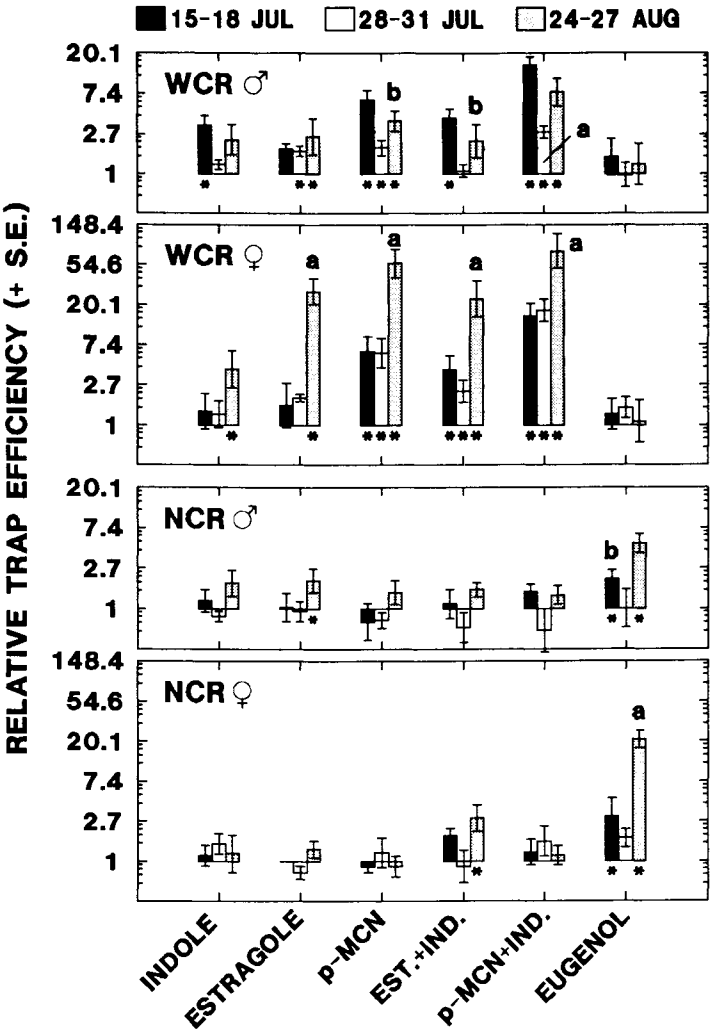 15-18 JUL 28-31 JUL 24-27 AUG
RELATIVE TRAP EFFICIENCY (+ S.E.)
20.1
7.4
2.7
1
WCR ♂
b
b
a
* * * * * * * * * * *
148.4
54.6
20.1
7.4
2.7
1
WCR ♀
a
a
a
a
* * * * * * * * * * *
20.1
7.4
2.7
1
NCR ♂
b
* * *
148.4
54.6
20.1
7.4
2.7
1
NCR ♀
a
* * *
INDOLE
ESTRAGOLE
p-MCN
EST.+IND.
p-MCN+IND.
EUGENOL